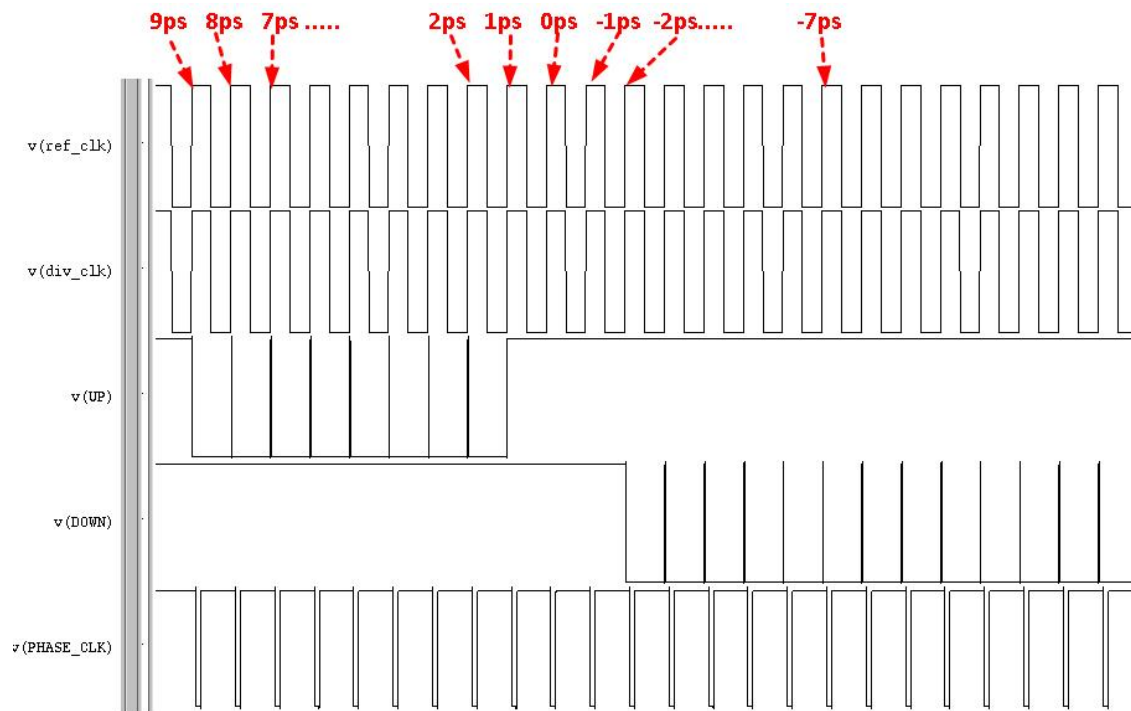 9ps 8ps 7ps ..... 2ps 1ps 0ps -1ps -2ps..... -7ps
v(ref_clk)
v(div_clk)
v(UP)
v(DOWN)
v(PHASE_CLK)